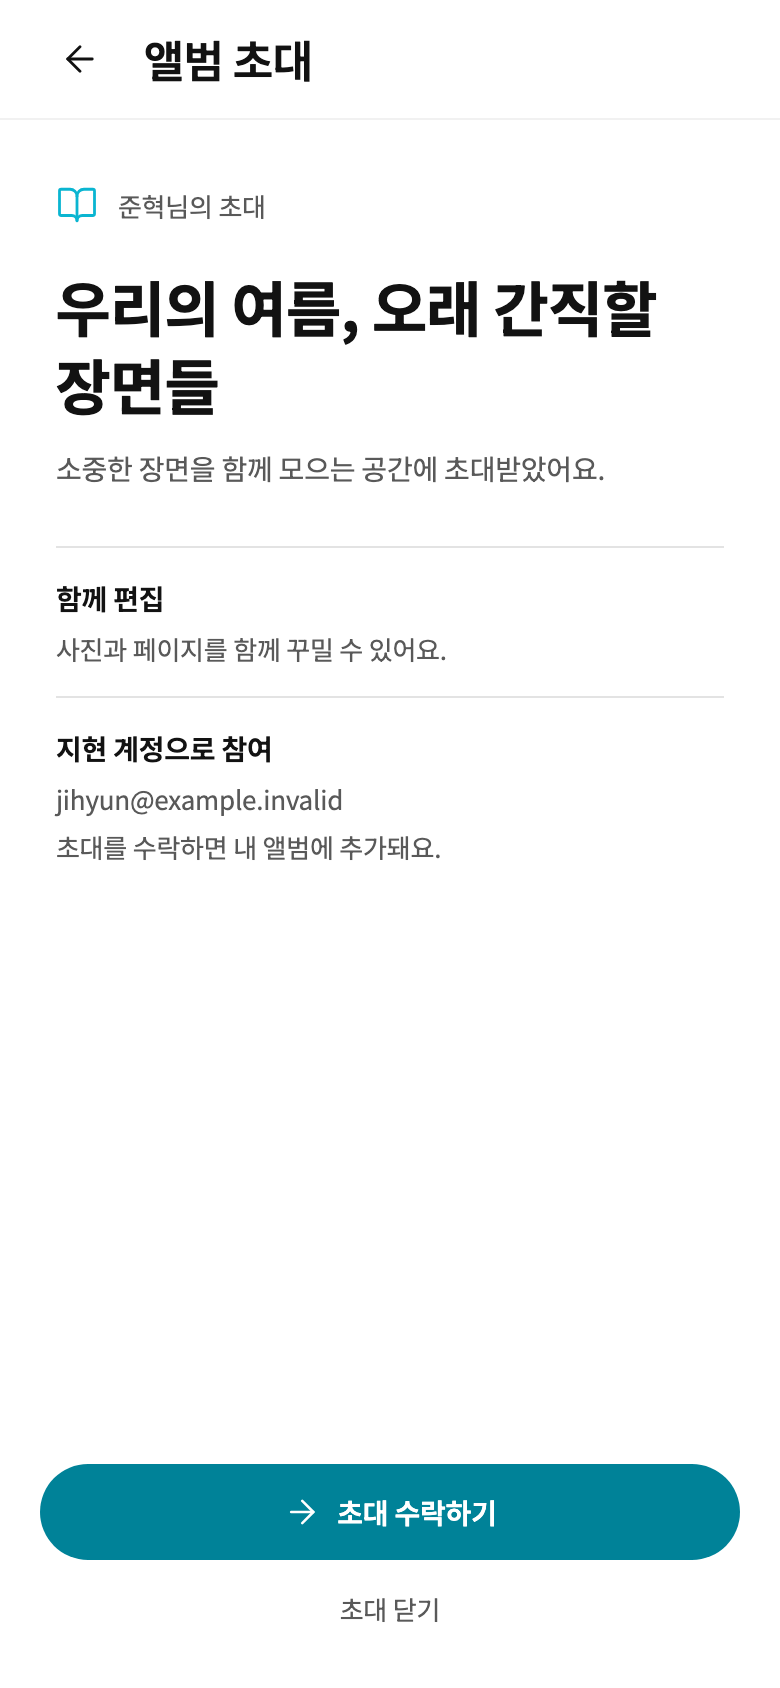 앨범 초대
준혁님의 초대
우리의 여름, 오래 간직할
장면들
소중한 장면을 함께 모으는 공간에 초대받았어요.
함께 편집
사진과 페이지를 함께 꾸밀 수 있어요.
지현 계정으로 참여
jihyun@example.invalid
초대를 수락하면 내 앨범에 추가돼요.
초대 수락하기
초대 닫기